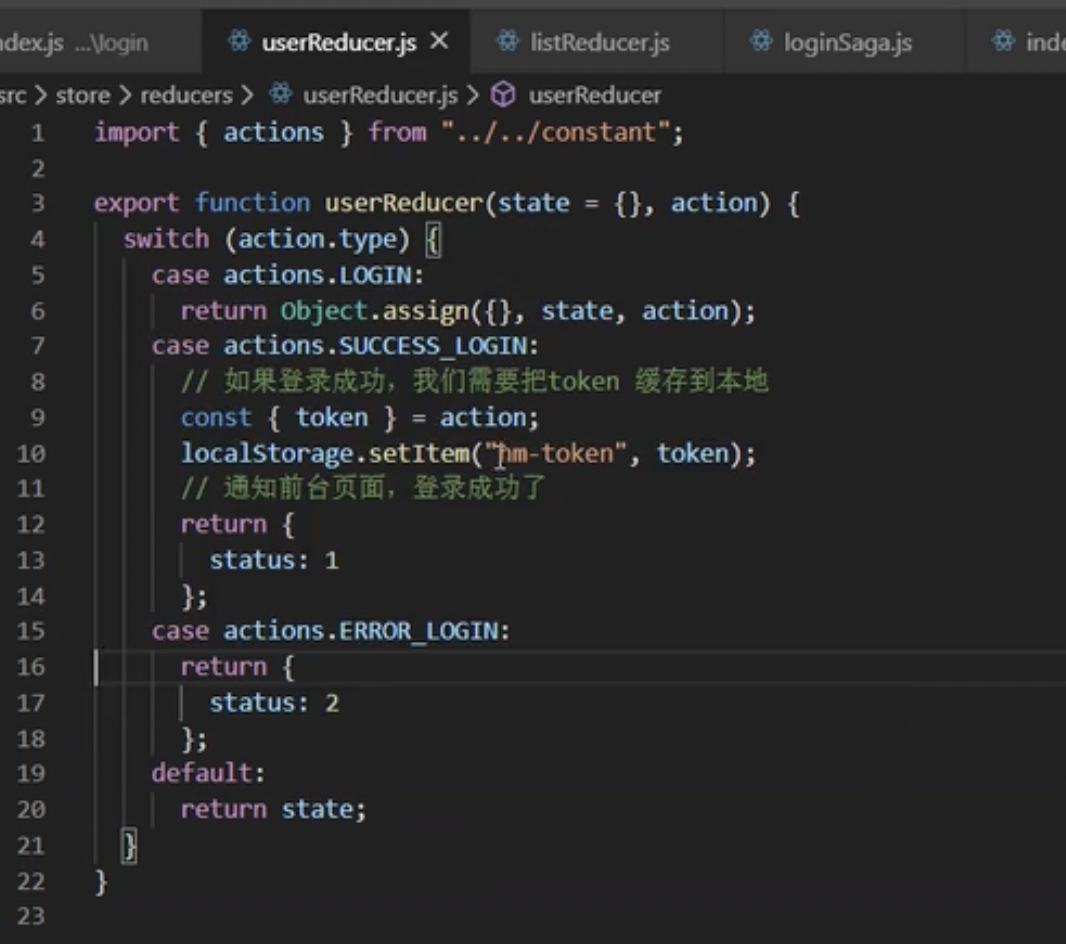 ...\login
userReducer.js
listReducer.js
loginSaga.js
src > store > reducers > userReducer.js > userReducer
1 import { actions } from "../../constant";
2
3 export function userReducer(state = {}, action) {
4 switch (action.type) {
5 case actions.LOGIN:
6 return Object.assign({}, state, action);
7 case actions.SUCCESS_LOGIN:
8 // 如果登录成功，我们需要把token 缓存到本地
9 const { token } = action;
10 localStorage.setItem("hm-token", token);
11 // 通知前台页面，登录成功了
12 return {
13 status: 1
14 };
15 case actions.ERROR_LOGIN:
16 return {
17 status: 2
18 };
19 default:
20 return state;
21 }
22 }
23